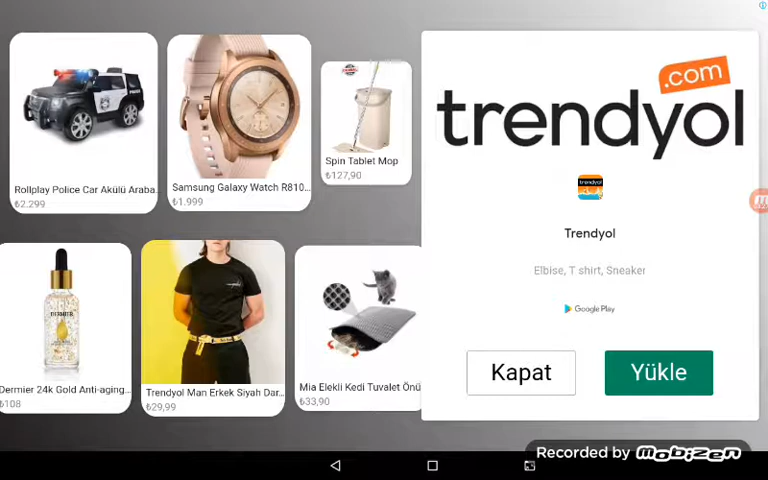 Rollplay Police Car Akülü Araba...
₺2.299
Samsung Galaxy Watch R810...
₺1.999
Spin Tablet Mop
₺127,90
Dermier 24k Gold Anti-aging...
₺108
Trendyol Man Erkek Siyah Dar...
₺29,99
Mia Elekli Kedi Tuvalet Önü
₺33,90
trendyol
.com
trendyol
Trendyol
Elbise, T shirt, Sneaker
Google Play
Kapat
Yükle
Recorded by Mobizen